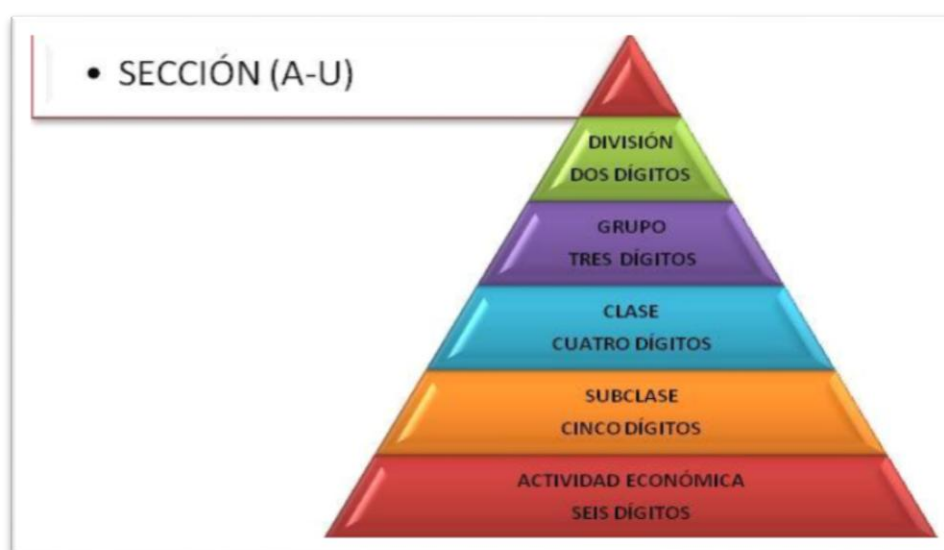 • SECCIÓN (A-U)
DIVISIÓN
DOS DÍGITOS
GRUPO
TRES DÍGITOS
CLASE
CUATRO DÍGITOS
SUBCLASE
CINCO DÍGITOS
ACTIVIDAD ECONÓMICA
SEIS DÍGITOS